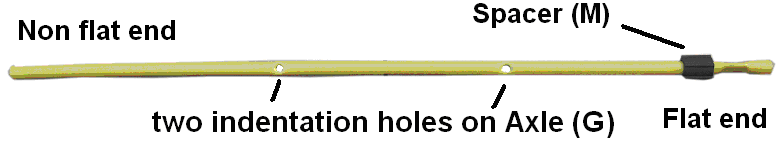 Spacer (M)
Non flat end
two indentation holes on Axle (G)
Flat end